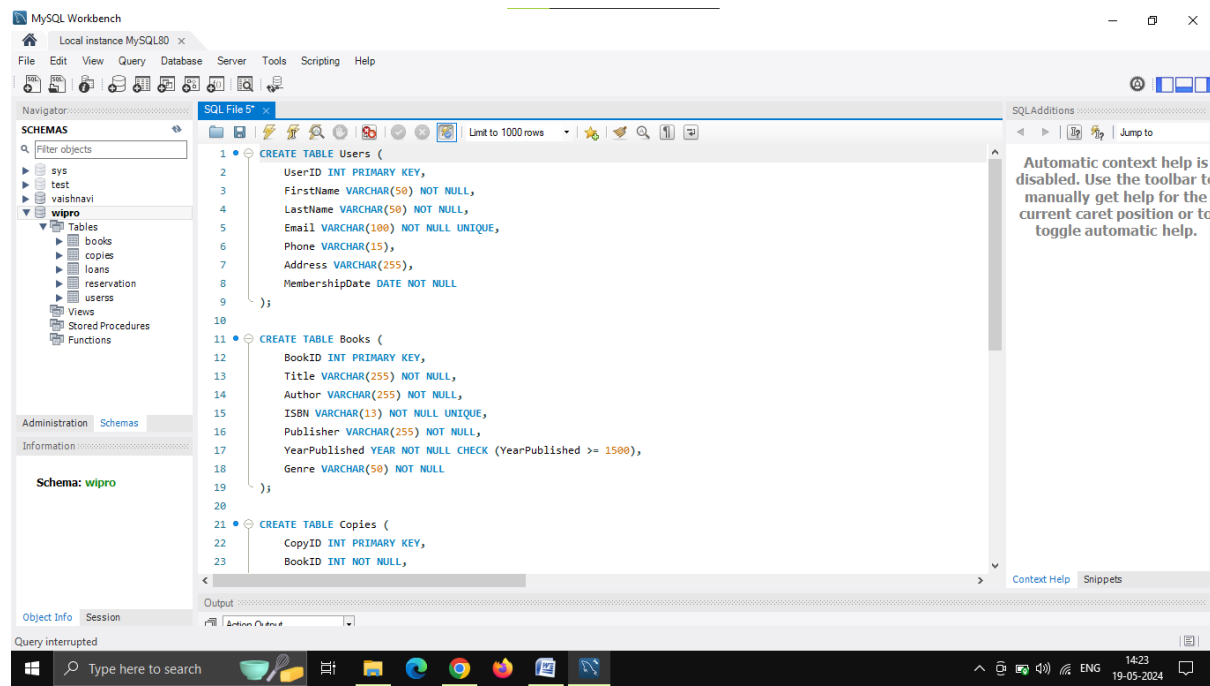 MySQL Workbench
Local instance MySQL80
File Edit View Query Database Server Tools Scripting Help
Navigator
SCHEMAS
Filter objects
sys
test
vaishnavi
wipro
Tables
books
copies
loans
reservation
userss
Views
Stored Procedures
Functions
Administration Schemas
Information
Schema: wipro
Object Info Session
SQL File 5*
Limit to 1000 rows
1 CREATE TABLE Users (
2 UserID INT PRIMARY KEY,
3 FirstName VARCHAR(50) NOT NULL,
4 LastName VARCHAR(50) NOT NULL,
5 Email VARCHAR(100) NOT NULL UNIQUE,
6 Phone VARCHAR(15),
7 Address VARCHAR(255),
8 MembershipDate DATE NOT NULL
9 );
10
11 CREATE TABLE Books (
12 BookID INT PRIMARY KEY,
13 Title VARCHAR(255) NOT NULL,
14 Author VARCHAR(255) NOT NULL,
15 ISBN VARCHAR(13) NOT NULL UNIQUE,
16 Publisher VARCHAR(255) NOT NULL,
17 YearPublished YEAR NOT NULL CHECK (YearPublished >= 1500),
18 Genre VARCHAR(50) NOT NULL
19 );
20
21 CREATE TABLE Copies (
22 CopyID INT PRIMARY KEY,
23 BookID INT NOT NULL,
Output
Action Output
SQLAdditions
Jump to
Automatic context help is
disabled. Use the toolbar to
manually get help for the
current caret position or to
toggle automatic help.
Context Help Snippets
Query interrupted
Type here to search
ENG
14:23
19-05-2024